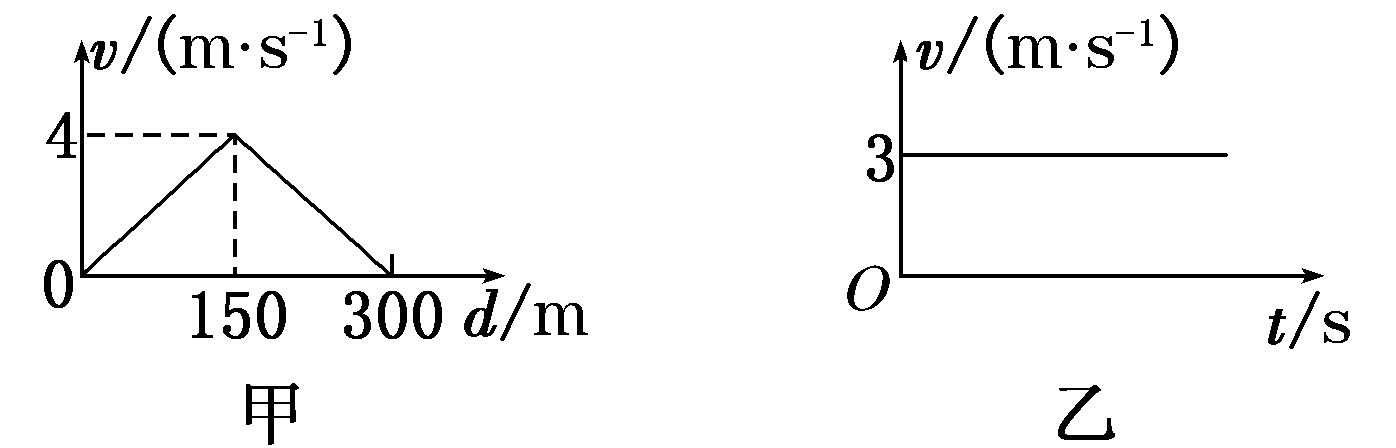 v/(m·s⁻¹)
4
0
150
300
d/m
甲
v/(m·s⁻¹)
3
O
t/s
乙